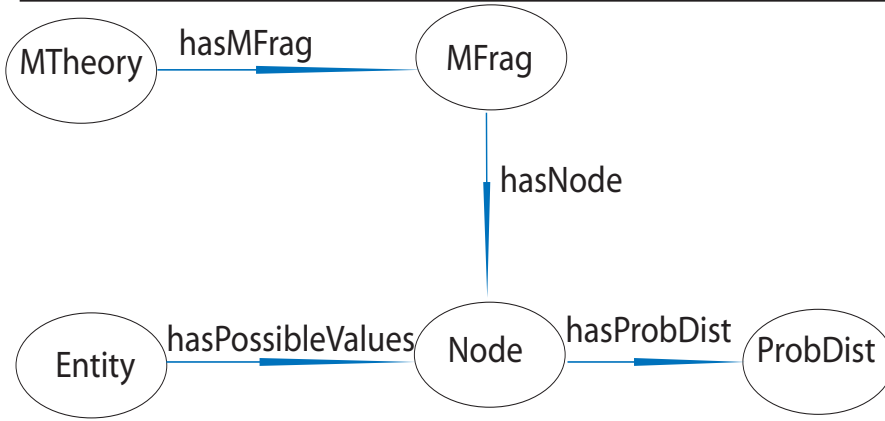 hasMFrag
MTheory
MFrag
hasNode
hasPossibleValues
hasProbDist
Entity
Node
ProbDist